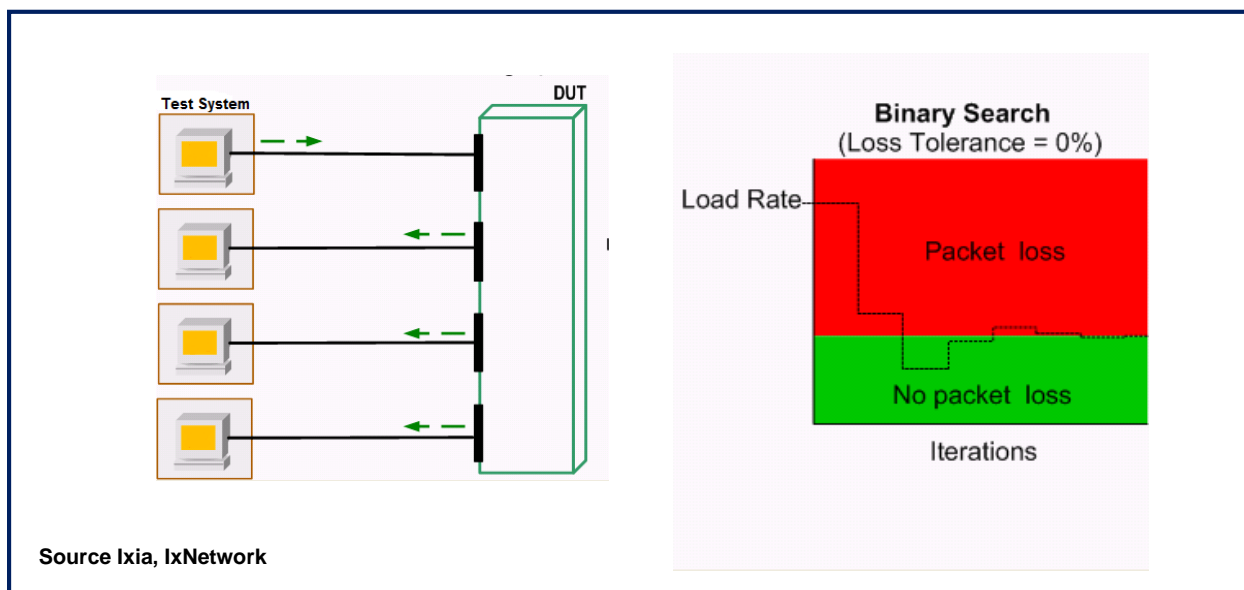 Test System
DUT
Binary Search
(Loss Tolerance = 0%)
Load Rate
Packet loss
No packet loss
Iterations
Source Ixia, IxNetwork